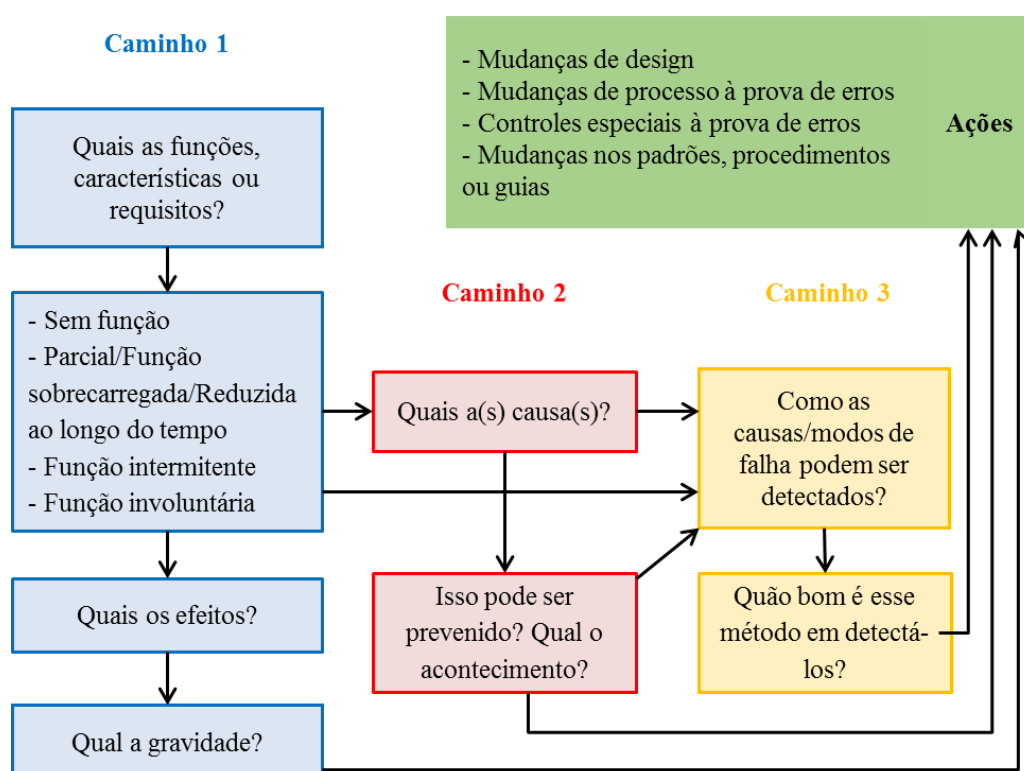 Caminho 1
Quais as funções,
características ou
requisitos?
- Sem função
- Parcial/Função
sobrecarregada/Reduzida
ao longo do tempo
- Função intermitente
- Função involuntária
Quais os efeitos?
Qual a gravidade?
Caminho 2
Quais a(s) causa(s)?
Isso pode ser
prevenido? Qual o
acontecimento?
Caminho 3
Como as
causas/modos de
falha podem ser
detectados?
Quão bom é esse
método em detectá-
los?
- Mudanças de design
- Mudanças de processo à prova de erros
- Controles especiais à prova de erros
- Mudanças nos padrões, procedimentos
ou guias
Ações